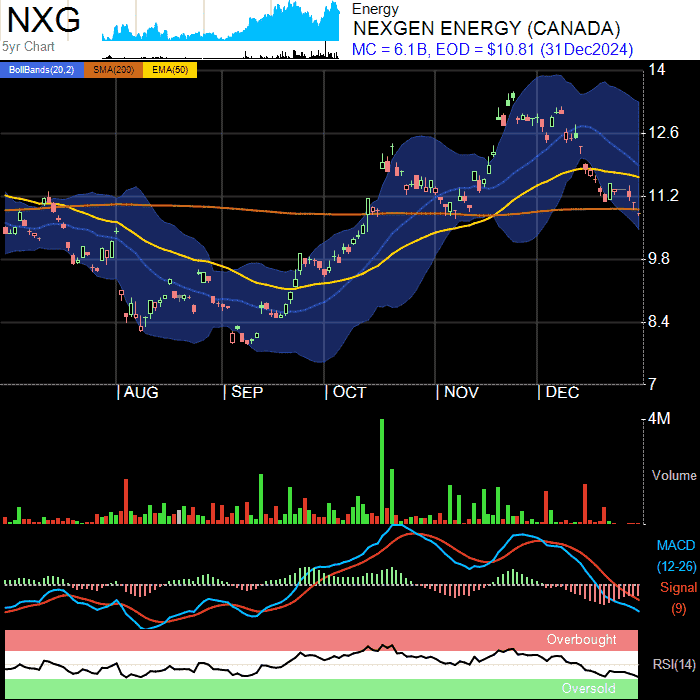 NXG
5yr Chart
Energy
NEXGEN ENERGY (CANADA)
MC = 6.1B, EOD = $10.81 (31Dec2024)
BollBands(20,2) SMA(200) EMA(50)
14
12.6
11.2
9.8
8.4
7
AUG SEP OCT NOV DEC
4M
Volume
MACD
(12-26)
Signal
(9)
Overbought
RSI(14)
Oversold